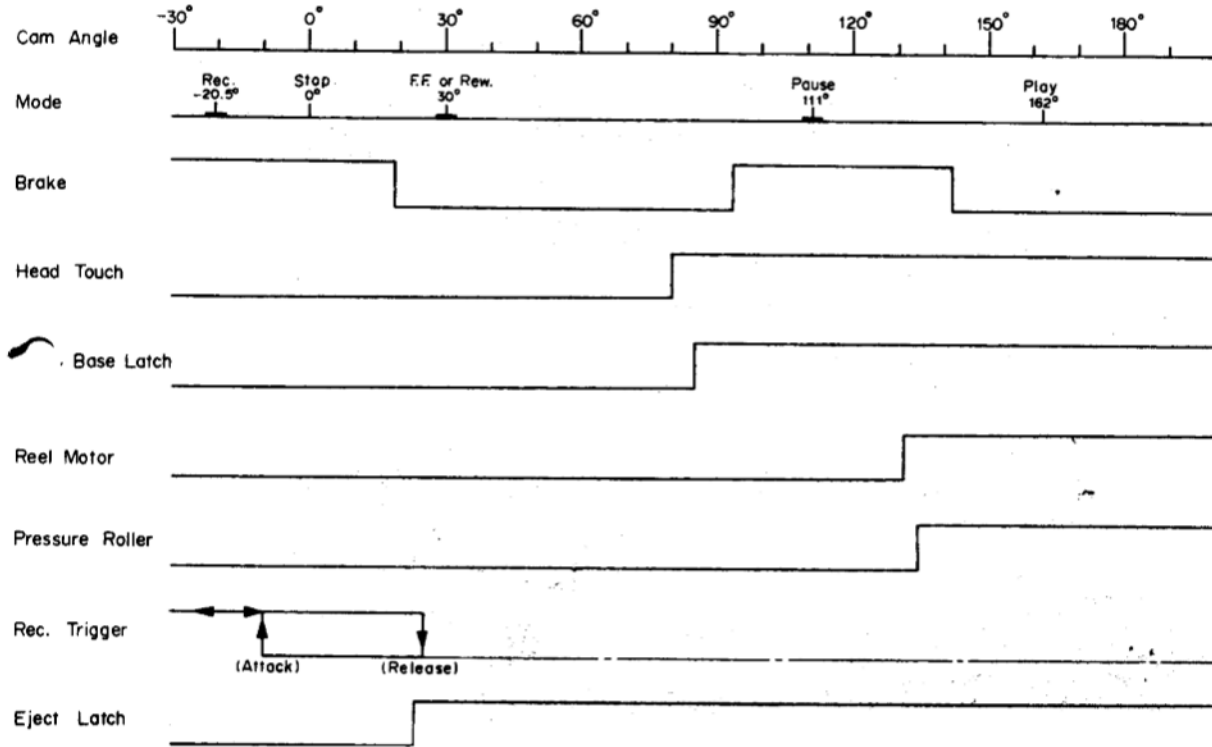 Cam Angle
-30° 0° 30° 60° 90° 120° 150° 180°
Mode
Rec. Stop F.F. or Rew. Pause Play
-20.5° 0° 30° 111° 162°
Brake
Head Touch
Base Latch
Reel Motor
Pressure Roller
Rec. Trigger
(Attack) (Release)
Eject Latch